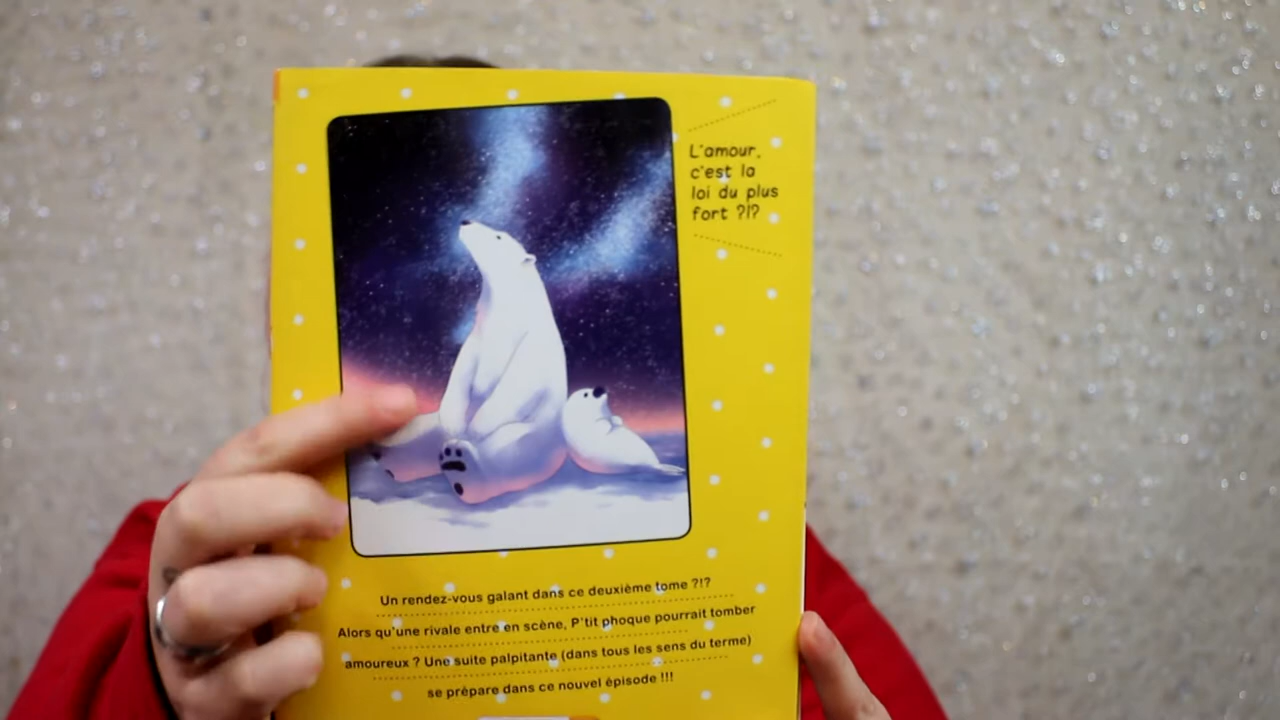 L'amour,
c'est la
loi du plus
fort ?!?
Un rendez-vous galant dans ce deuxième tome ?!?
Alors qu'une rivale entre en scène, P'tit phoque pourrait tomber
amoureux ? Une suite palpitante (dans tous les sens du terme)
se prépare dans ce nouvel épisode !!!